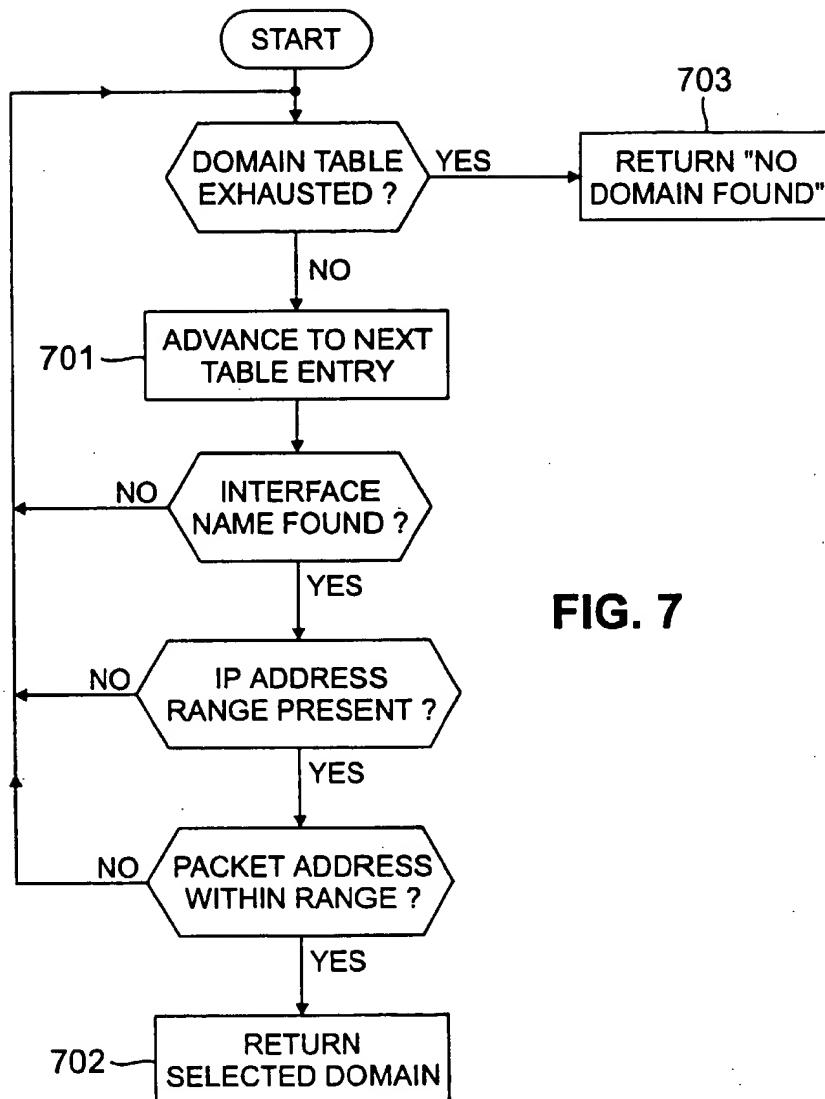 START
703
DOMAIN TABLE
EXHAUSTED ?
YES
RETURN "NO
DOMAIN FOUND"
NO
701
ADVANCE TO NEXT
TABLE ENTRY
NO
INTERFACE
NAME FOUND ?
YES
FIG. 7
NO
IP ADDRESS
RANGE PRESENT ?
YES
NO
PACKET ADDRESS
WITHIN RANGE ?
YES
702
RETURN
SELECTED DOMAIN